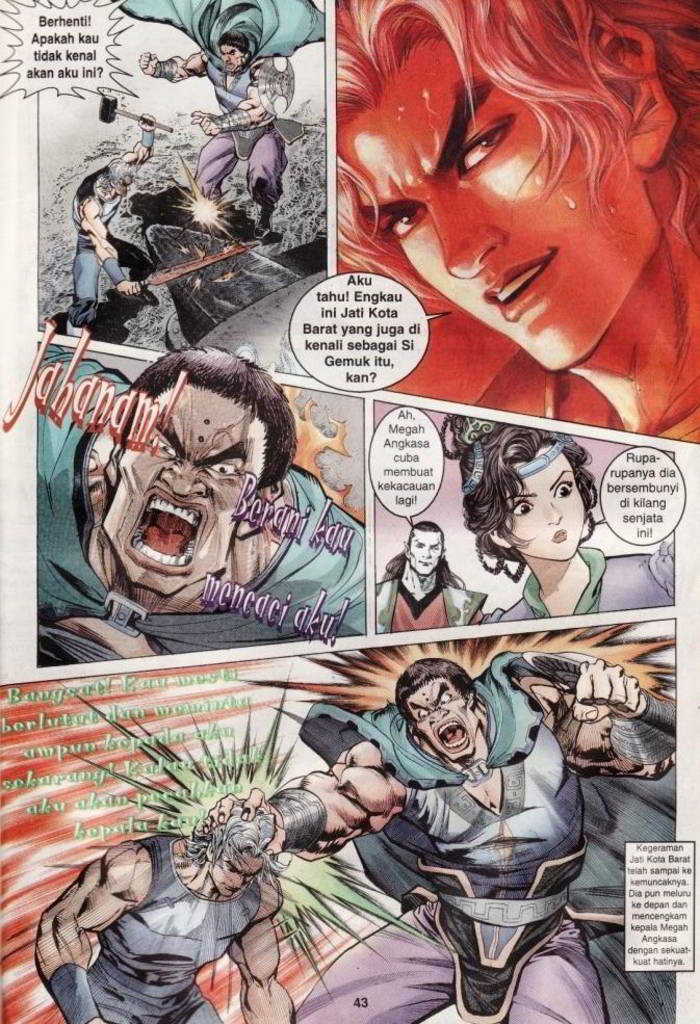 Berhenti!
Apakah kau
tidak kenal
akan aku ini?
Aku
tahu! Engkau
ini Jati Kota
Barat yang juga di
kenali sebagai Si
Gemuk itu,
kan?
Jahanam!
Berani kau
mencaci aku!
Ah,
Megah
Angkasa
cuba
membuat
kekacauan
lagi!
Rupa-
rupanya dia
bersembunyi
di kilang
senjata
ini!
Bangsat! Kau mesti
berlutut dan meminta
ampun kepada aku
sekarang! Kalau tidak
aku akan pecahkan
kepala kau!
Kegeraman
Jati Kota Barat
telah sampai ke
kemuncaknya.
Dia pun meluru
ke depan dan
mencengkam
kepala Megah
Angkasa
dengan sekuat-
kuat hatinya.
43